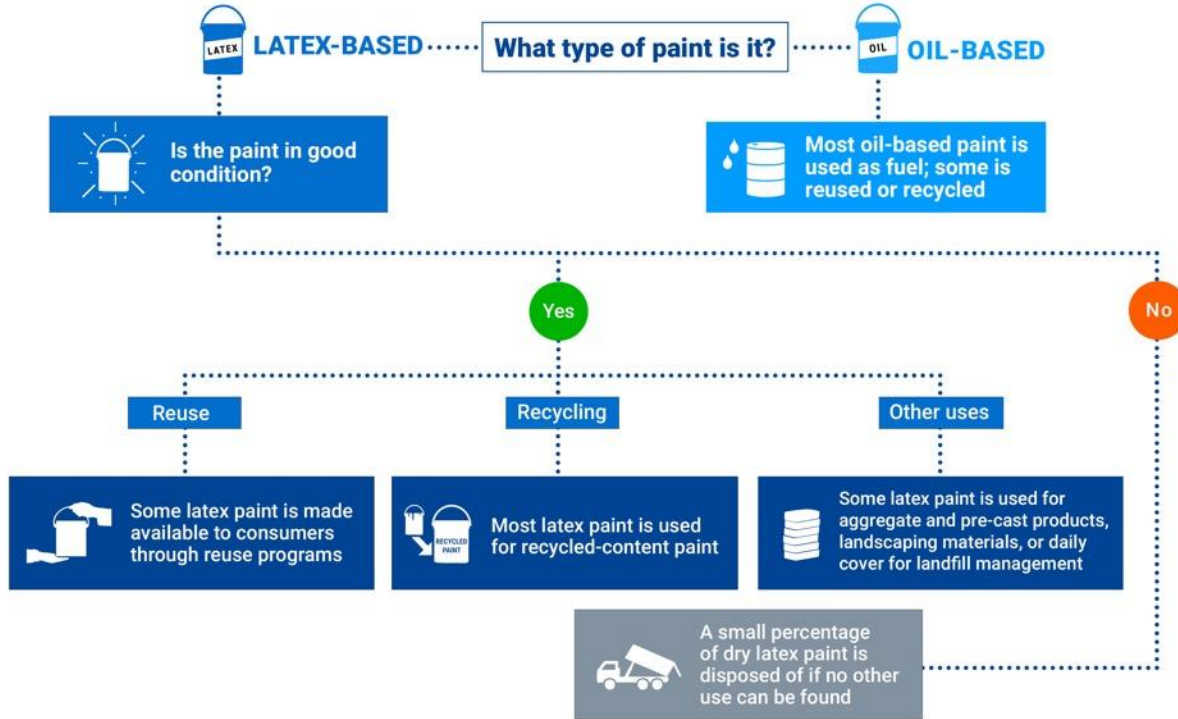 LATEX
LATEX-BASED
What type of paint is it?
OIL
OIL-BASED
Is the paint in good
condition?
Most oil-based paint is
used as fuel; some is
reused or recycled
Yes
No
Reuse
Recycling
Other uses
Some latex paint is made
available to consumers
through reuse programs
RECYCLED
PAINT
Most latex paint is used
for recycled-content paint
Some latex paint is used for
aggregate and pre-cast products,
landscaping materials, or daily
cover for landfill management
A small percentage
of dry latex paint is
disposed of if no other
use can be found